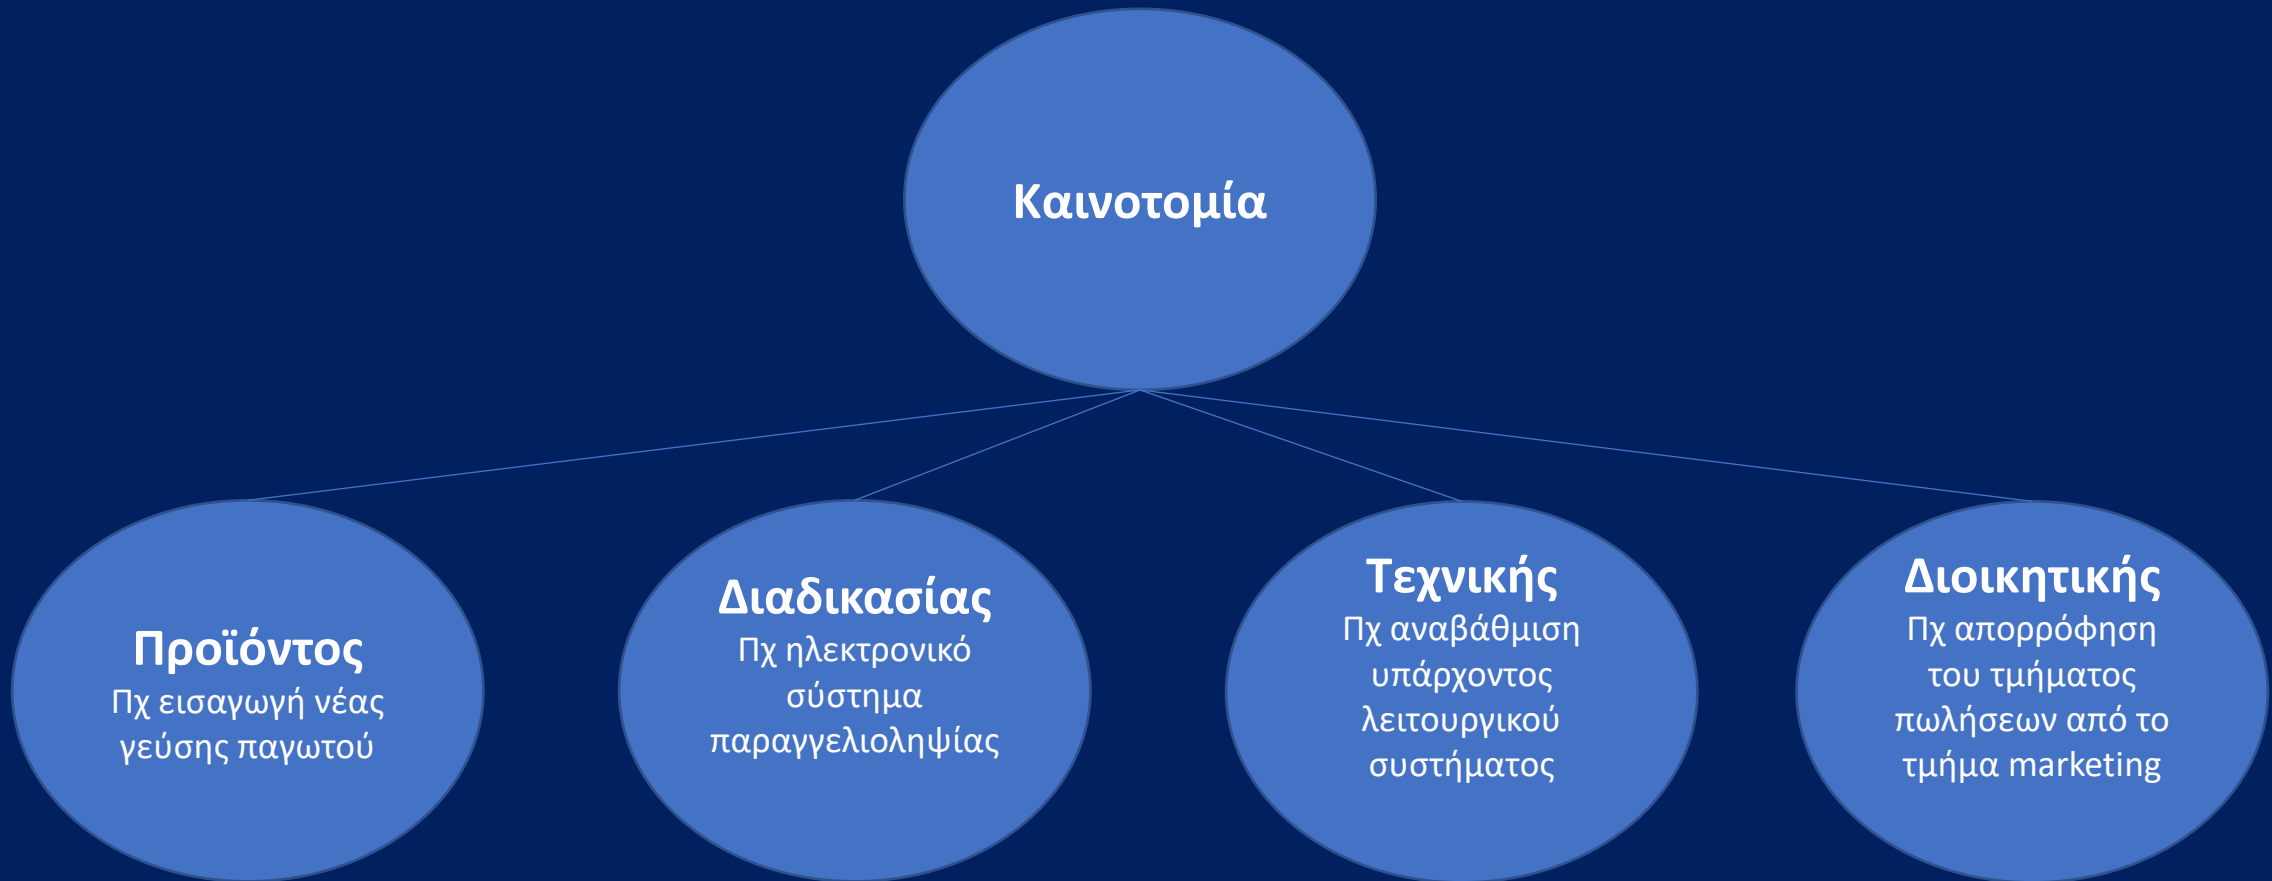 Καινοτομία
Προϊόντος
Πχ εισαγωγή νέας
γεύσης παγωτού
Διαδικασίας
Πχ ηλεκτρονικό
σύστημα
παραγγελιοληψίας
Τεχνικής
Πχ αναβάθμιση
υπάρχοντος
λειτουργικού
συστήματος
Διοικητικής
Πχ απορρόφηση
του τμήματος
πωλήσεων από το
τμήμα marketing